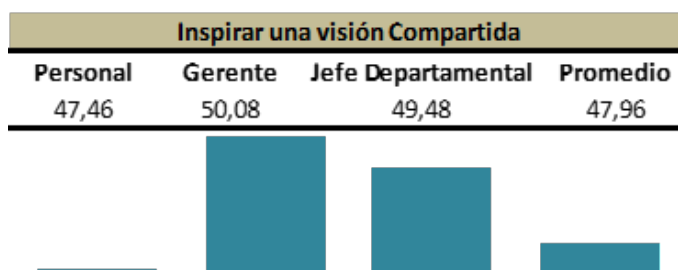 Inspirar una visión Compartida
Personal Gerente Jefe Departamental Promedio
47,46 50,08 49,48 47,96